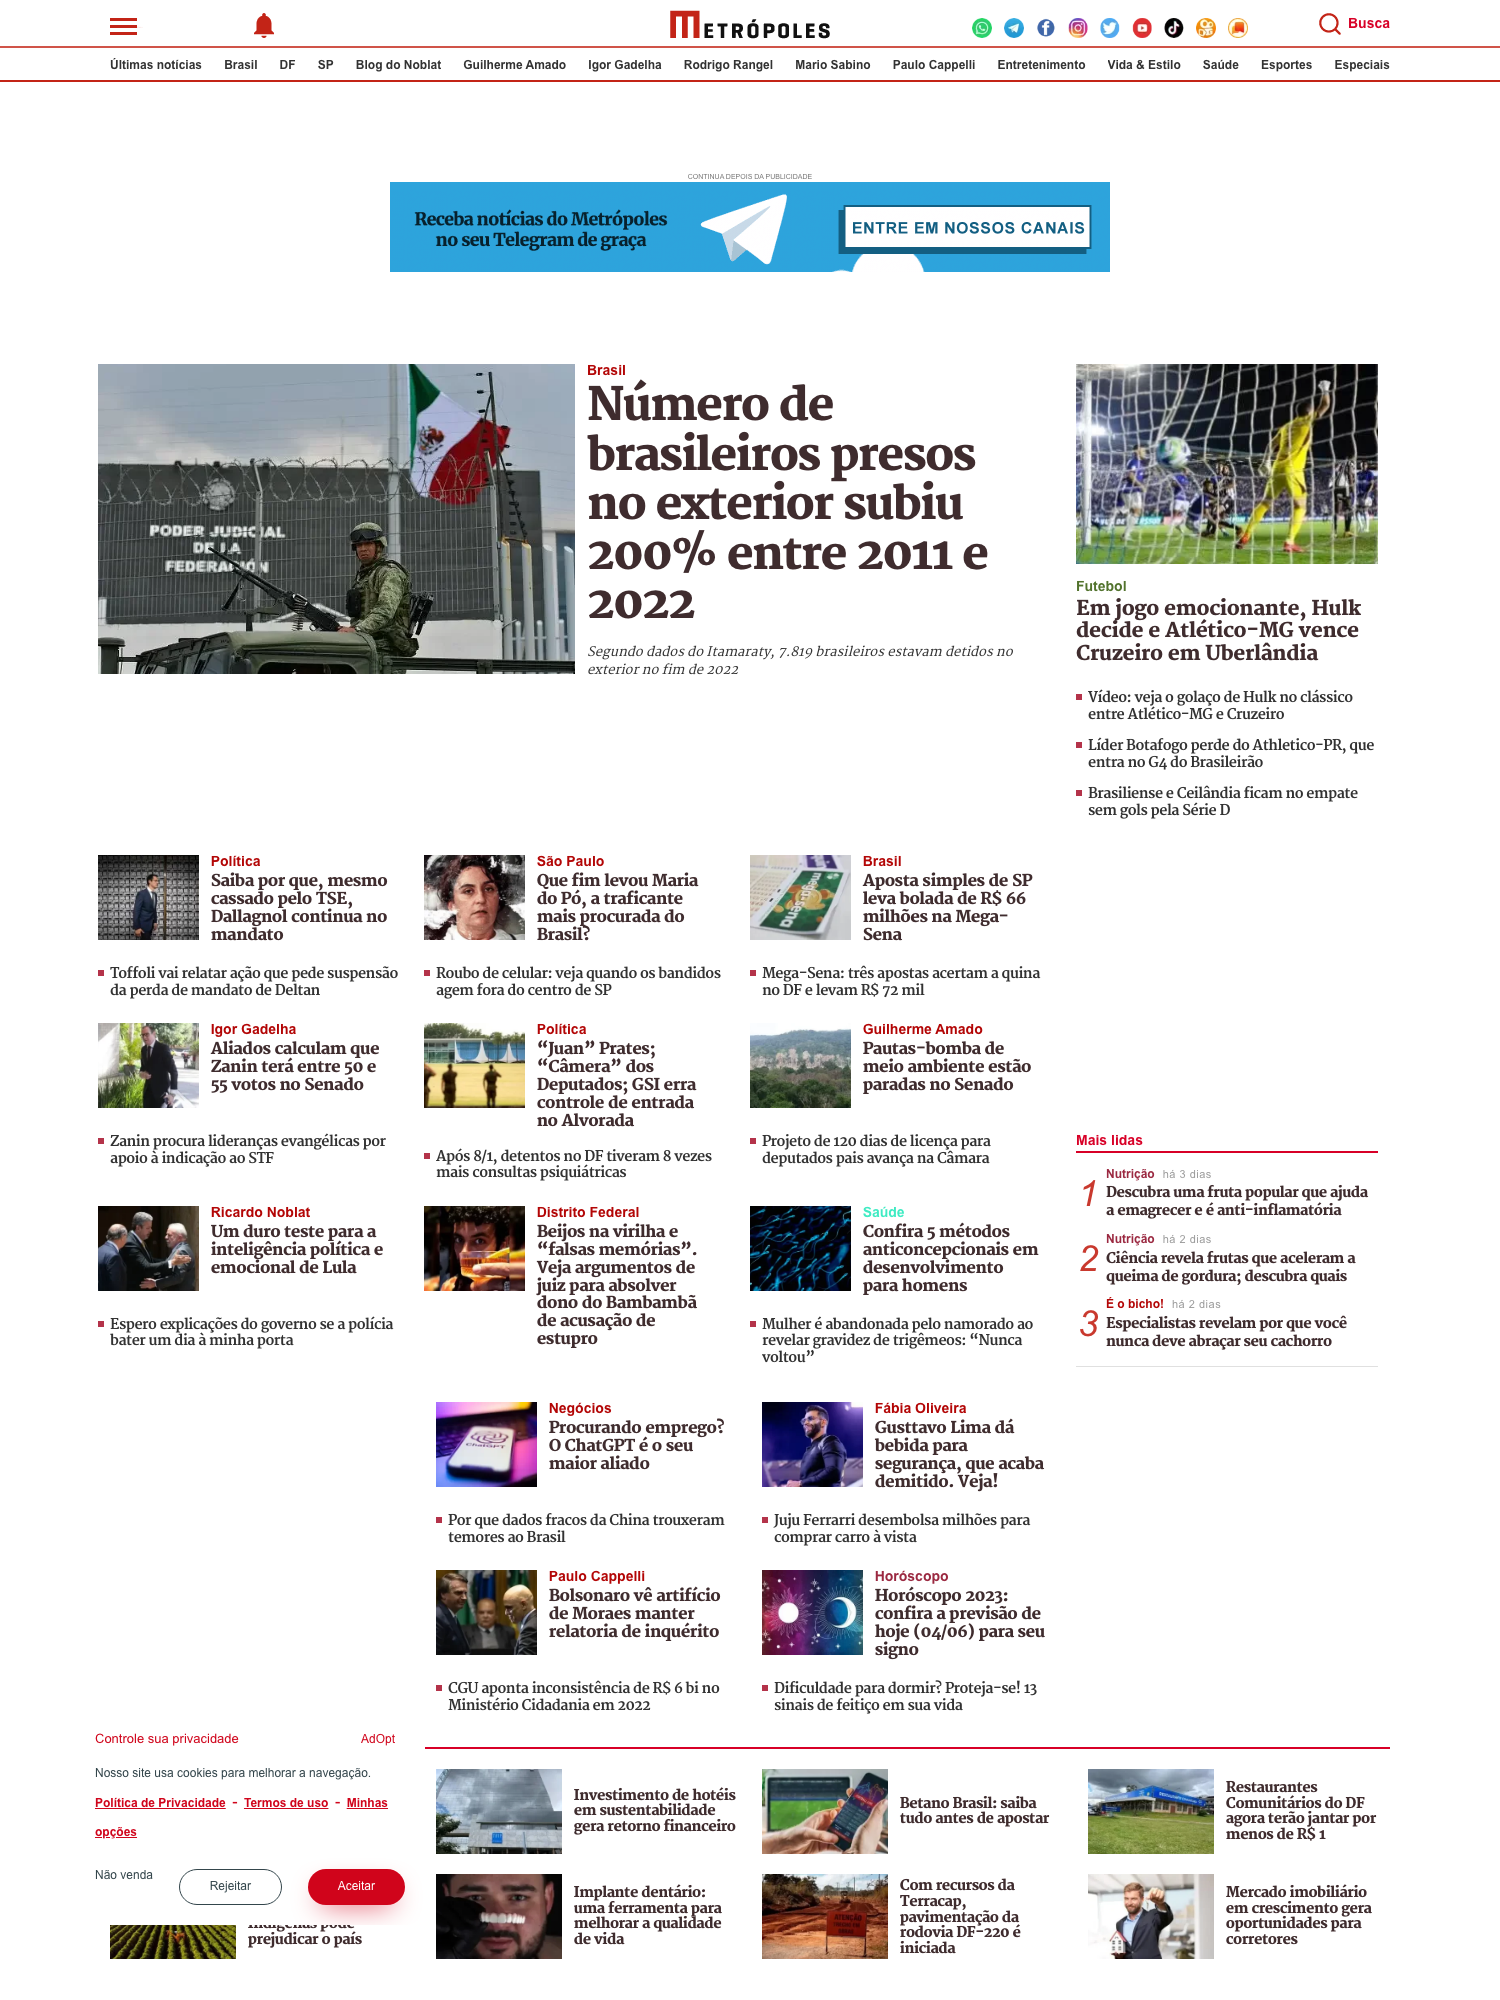 METRÓPOLES
Busca
Últimas notícias Brasil DF SP Blog do Noblat Guilherme Amado Igor Gadelha Rodrigo Rangel Mario Sabino Paulo Cappelli Entretenimento Vida & Estilo Saúde Esportes Especiais
CONTINUA DEPOIS DA PUBLICIDADE
Receba notícias do Metrópoles
no seu Telegram de graça
ENTRE EM NOSSOS CANAIS
PODER JUDICIAL
DE LA
FEDERACIÓN
Brasil
Número de
brasileiros presos
no exterior subiu
200% entre 2011 e
2022
Segundo dados do Itamaraty, 7.819 brasileiros estavam detidos no
exterior no fim de 2022
Futebol
Em jogo emocionante, Hulk
decide e Atlético-MG vence
Cruzeiro em Uberlândia
Vídeo: veja o golaço de Hulk no clássico
entre Atlético-MG e Cruzeiro
Líder Botafogo perde do Athletico-PR, que
entra no G4 do Brasileirão
Brasiliense e Ceilândia ficam no empate
sem gols pela Série D
Política
Saiba por que, mesmo
cassado pelo TSE,
Dallagnol continua no
mandato
Toffoli vai relatar ação que pede suspensão
da perda de mandato de Deltan
São Paulo
Que fim levou Maria
do Pó, a traficante
mais procurada do
Brasil?
Roubo de celular: veja quando os bandidos
agem fora do centro de SP
mega-sena
Brasil
Aposta simples de SP
leva bolada de R$ 66
milhões na Mega-
Sena
Mega-Sena: três apostas acertam a quina
no DF e levam R$ 72 mil
Igor Gadelha
Aliados calculam que
Zanin terá entre 50 e
55 votos no Senado
Zanin procura lideranças evangélicas por
apoio à indicação ao STF
Política
“Juan” Prates;
“Câmera” dos
Deputados; GSI erra
controle de entrada
no Alvorada
Após 8/1, detentos no DF tiveram 8 vezes
mais consultas psiquiátricas
Guilherme Amado
Pautas-bomba de
meio ambiente estão
paradas no Senado
Projeto de 120 dias de licença para
deputados pais avança na Câmara
Mais lidas
1
Nutrição há 3 dias
Descubra uma fruta popular que ajuda
a emagrecer e é anti-inflamatória
2
Nutrição há 2 dias
Ciência revela frutas que aceleram a
queima de gordura; descubra quais
3
É o bicho! há 2 dias
Especialistas revelam por que você
nunca deve abraçar seu cachorro
Ricardo Noblat
Um duro teste para a
inteligência política e
emocional de Lula
Espero explicações do governo se a polícia
bater um dia à minha porta
Distrito Federal
Beijos na virilha e
“falsas memórias”.
Veja argumentos de
juiz para absolver
dono do Bambambã
de acusação de
estupro
Saúde
Confira 5 métodos
anticoncepcionais em
desenvolvimento
para homens
Mulher é abandonada pelo namorado ao
revelar gravidez de trigêmeos: “Nunca
voltou”
ChatGPT
Negócios
Procurando emprego?
O ChatGPT é o seu
maior aliado
Por que dados fracos da China trouxeram
temores ao Brasil
Fábia Oliveira
Gusttavo Lima dá
bebida para
segurança, que acaba
demitido. Veja!
Juju Ferrarri desembolsa milhões para
comprar carro à vista
Paulo Cappelli
Bolsonaro vê artifício
de Moraes manter
relatoria de inquérito
CGU aponta inconsistência de R$ 6 bi no
Ministério Cidadania em 2022
Horóscopo
Horóscopo 2023:
confira a previsão de
hoje (04/06) para seu
signo
Dificuldade para dormir? Proteja-se! 13
sinais de feitiço em sua vida
Controle sua privacidade AdOpt
Nosso site usa cookies para melhorar a navegação.
Política de Privacidade - Termos de uso - Minhas
opções
Não venda
Rejeitar
Aceitar
indígenas pode
prejudicar o país
Investimento de hotéis
em sustentabilidade
gera retorno financeiro
Betano Brasil: saiba
tudo antes de apostar
Restaurantes
Comunitários do DF
agora terão jantar por
menos de R$ 1
Implante dentário:
uma ferramenta para
melhorar a qualidade
de vida
ATENÇÃO
Com recursos da
Terracap,
pavimentação da
rodovia DF-220 é
iniciada
Mercado imobiliário
em crescimento gera
oportunidades para
corretores